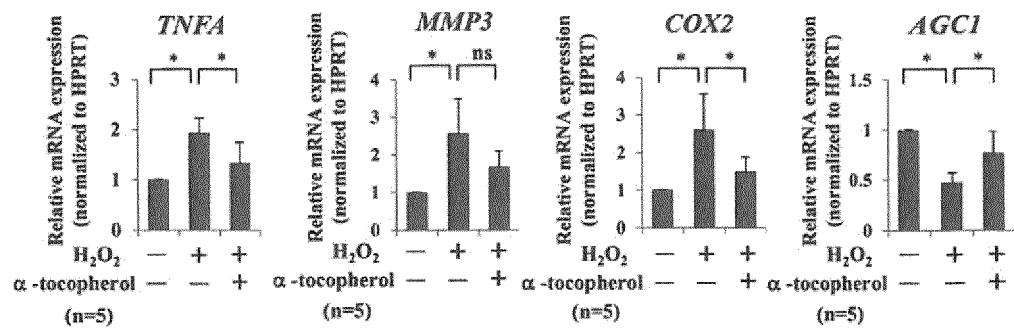 TNFA
MMP3
COX2
AGC1
Relative mRNA expression
(normalized to HPRT)
3
2
1
0
*
*
Relative mRNA expression
(normalized to HPRT)
4
3
2
1
0
*
ns
Relative mRNA expression
(normalized to HPRT)
4
3
2
1
0
*
*
Relative mRNA expression
(normalized to HPRT)
1.5
1
0.5
0
*
*
H₂O₂ — + +
α -tocopherol — — +
(n=5)
H₂O₂ — + +
— — +
(n=5)
H₂O₂ — + +
— — +
(n=5)
H₂O₂ — + +
— — +
(n=5)